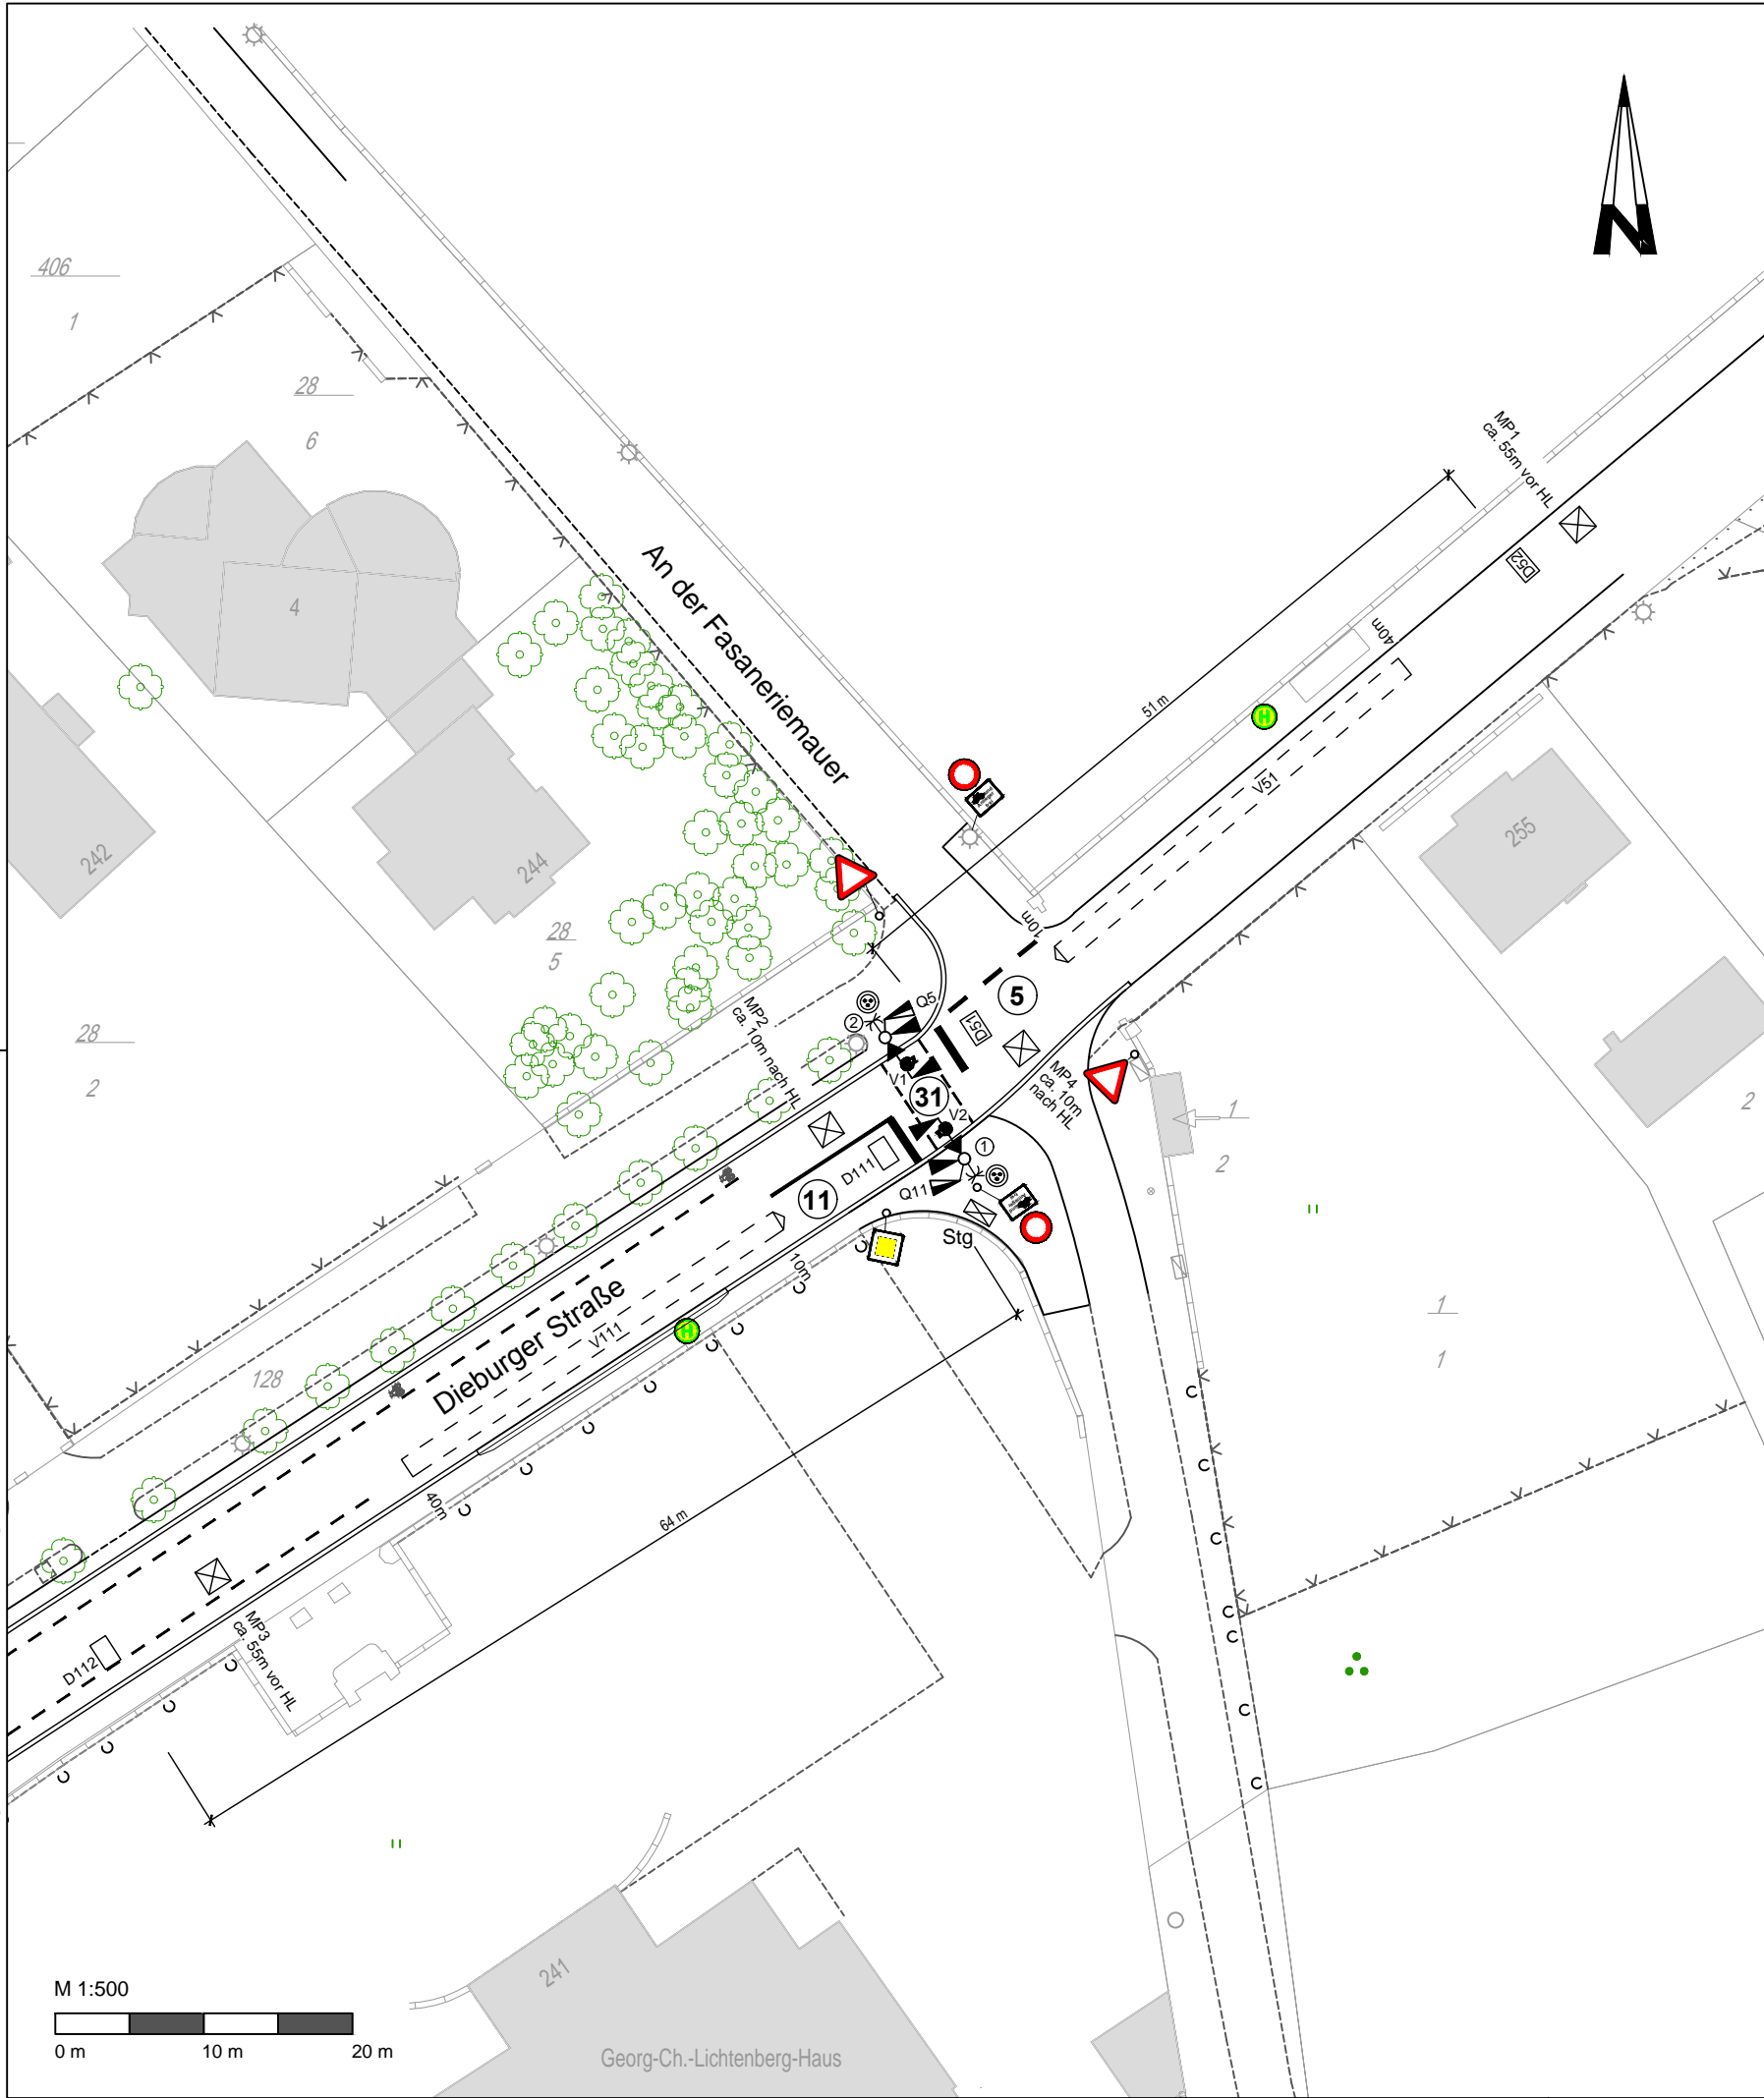 N
406
1
28
6
MP1
ca. 55m vor HL
D52
An der Fasaneriemauer
4
40m
51 m
H
V51
242
244
255
28
5
10m
5
Q5
D51
2
MP2
ca. 10m nach HL
28
2
V1
31
V2
MP4
ca. 10m
nach HL
1
2
2
1
D111
11
Q11
Stg
10m
H
V111
Dieburger Straße
128
1
1
40m
64 m
MP3
ca. 55m vor HL
D112
241
Georg-Ch.-Lichtenberg-Haus
M 1:500
0 m
10 m
20 m